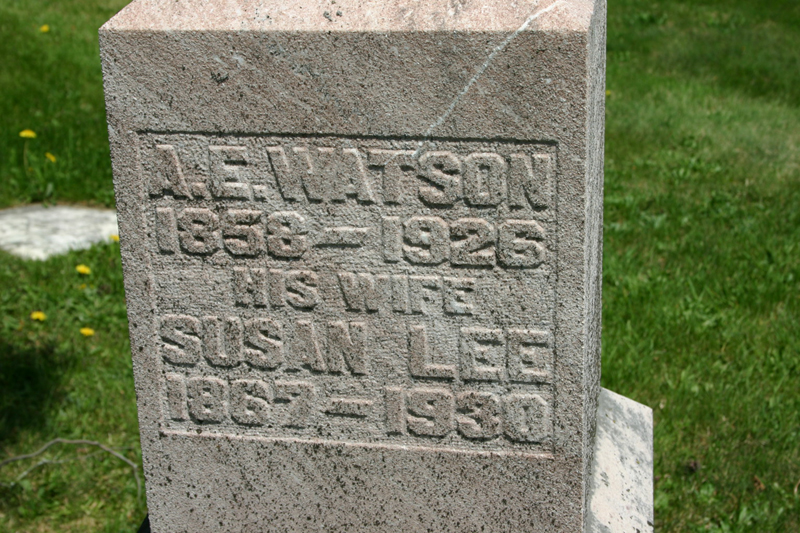 A.E. WATSON
1858 – 1926
HIS WIFE
SUSAN LEE
1867 – 1930